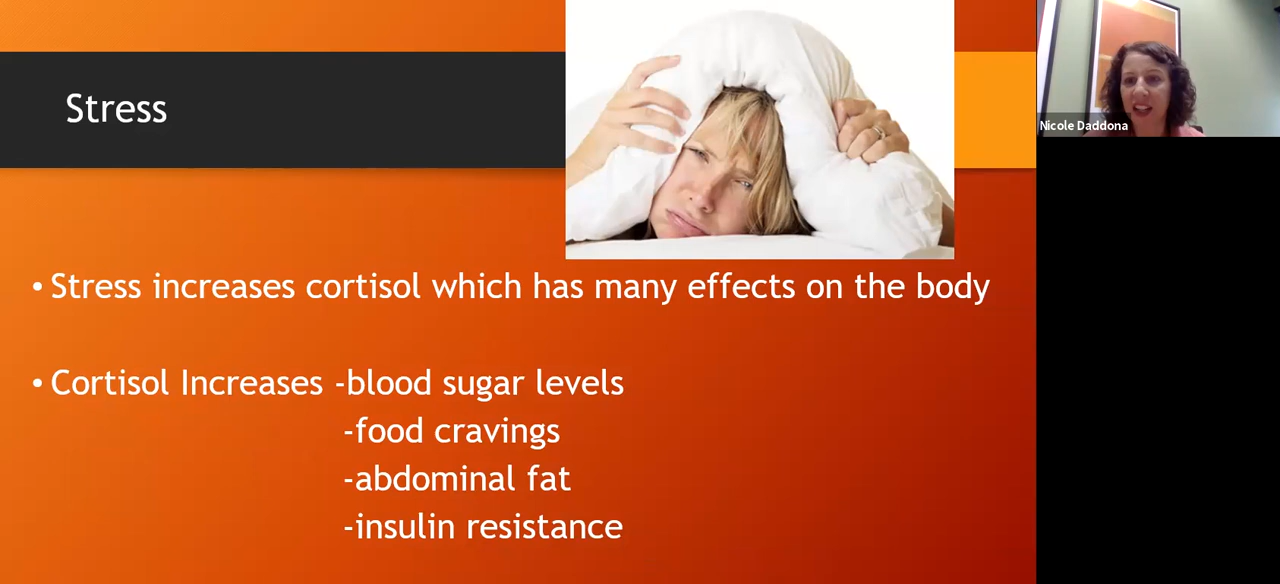 Stress
Nicole Daddona
• Stress increases cortisol which has many effects on the body
• Cortisol Increases -blood sugar levels
-food cravings
-abdominal fat
-insulin resistance